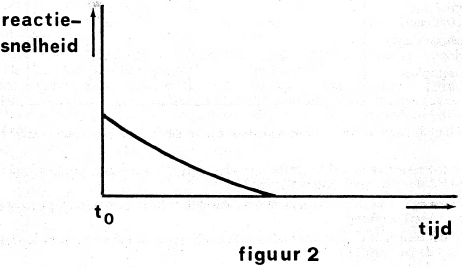 reactie-
snelheid
t0
tijd
figuur 2